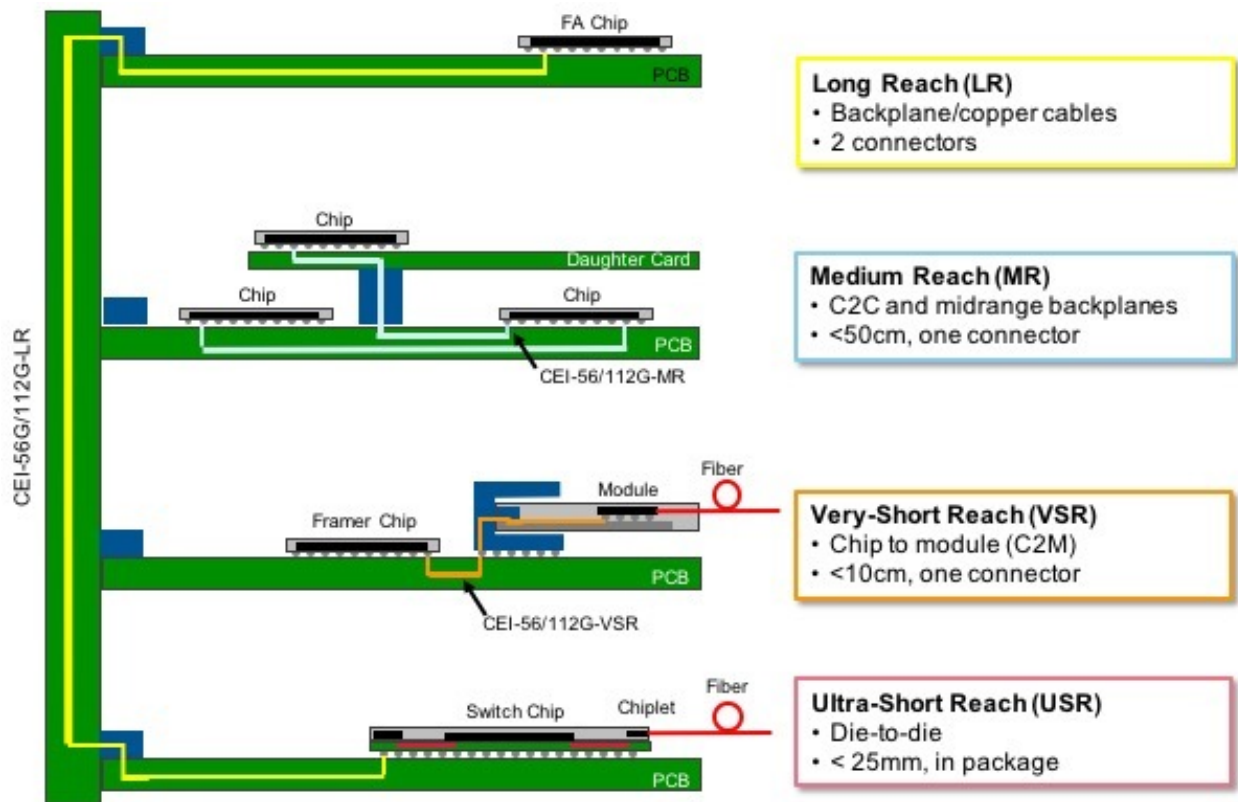 FA Chip
PCB
Long Reach (LR)
• Backplane/copper cables
• 2 connectors
Chip
Daughter Card
Chip
Chip
PCB
CEI-56/112G-MR
Medium Reach (MR)
• C2C and midrange backplanes
• <50cm, one connector
CEI-56G/112G-LR
Fiber
Module
Framer Chip
PCB
CEI-56/112G-VSR
Very-Short Reach (VSR)
• Chip to module (C2M)
• <10cm, one connector
Fiber
Chiplet
Switch Chip
PCB
Ultra-Short Reach (USR)
• Die-to-die
• < 25mm, in package